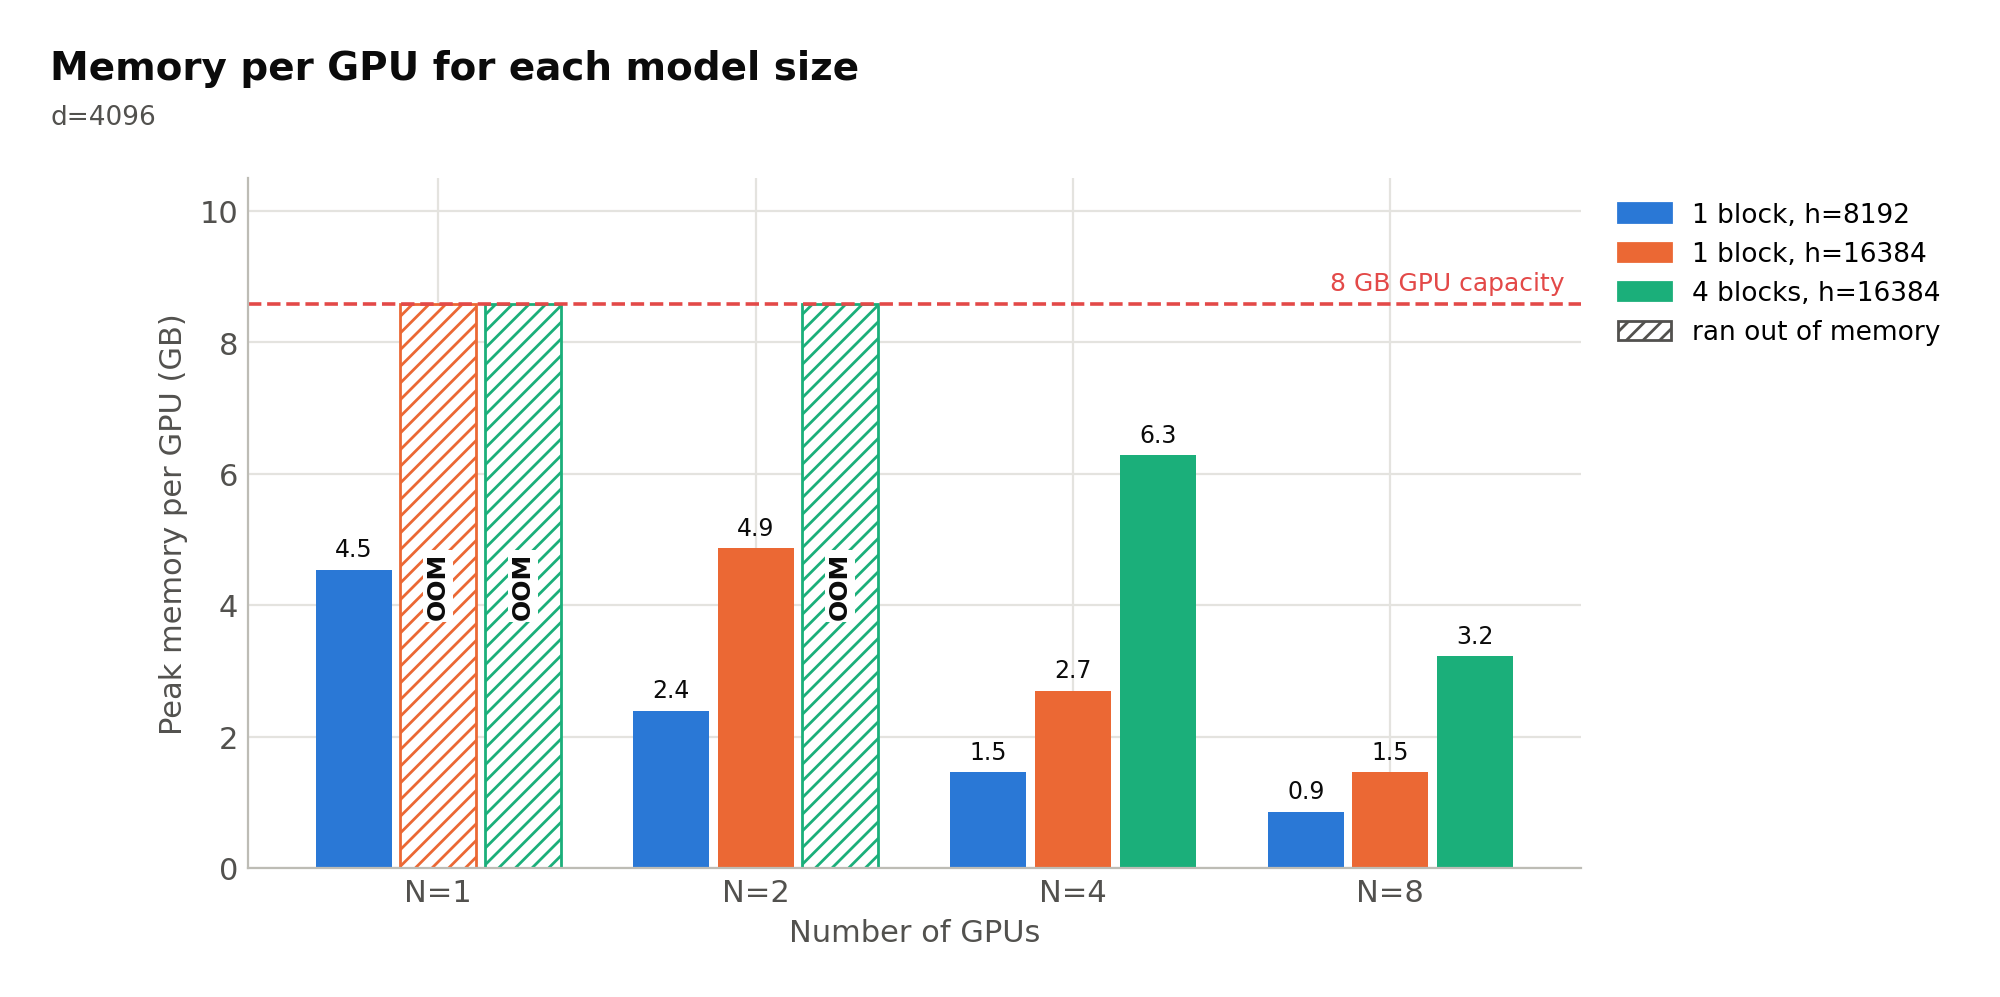 Memory per GPU for each model size
d=4096
Peak memory per GPU (GB)
10
8
6
4
2
0
8 GB GPU capacity
4.5
OOM
OOM
2.4
4.9
OOM
1.5
2.7
6.3
0.9
1.5
3.2
N=1
N=2
N=4
N=8
Number of GPUs
1 block, h=8192
1 block, h=16384
4 blocks, h=16384
ran out of memory